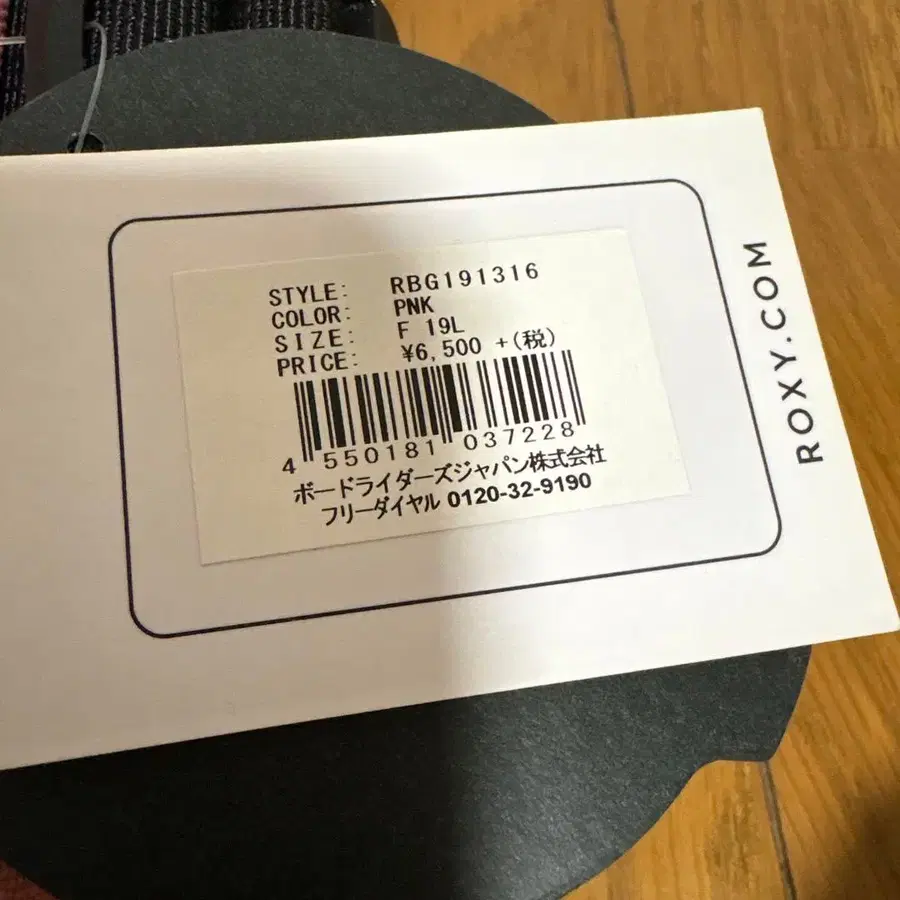 STYLE: RBG191316
COLOR: PNK
SIZE: F 19L
PRICE: ¥6,500 +(税)
4 550181 037228
ボードライダーズジャパン株式会社
フリーダイヤル 0120-32-9190
ROXY.COM